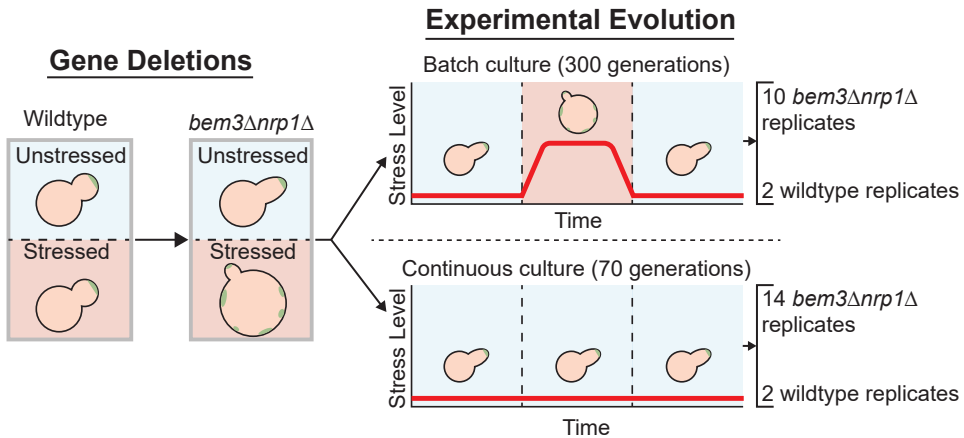 Gene Deletions
Wildtype
Unstressed
Stressed
bem3Δnrp1Δ
Unstressed
Stressed
Experimental Evolution
Batch culture (300 generations)
Stress Level
Time
10 bem3Δnrp1Δ
replicates
2 wildtype replicates
Continuous culture (70 generations)
Stress Level
Time
14 bem3Δnrp1Δ
replicates
2 wildtype replicates